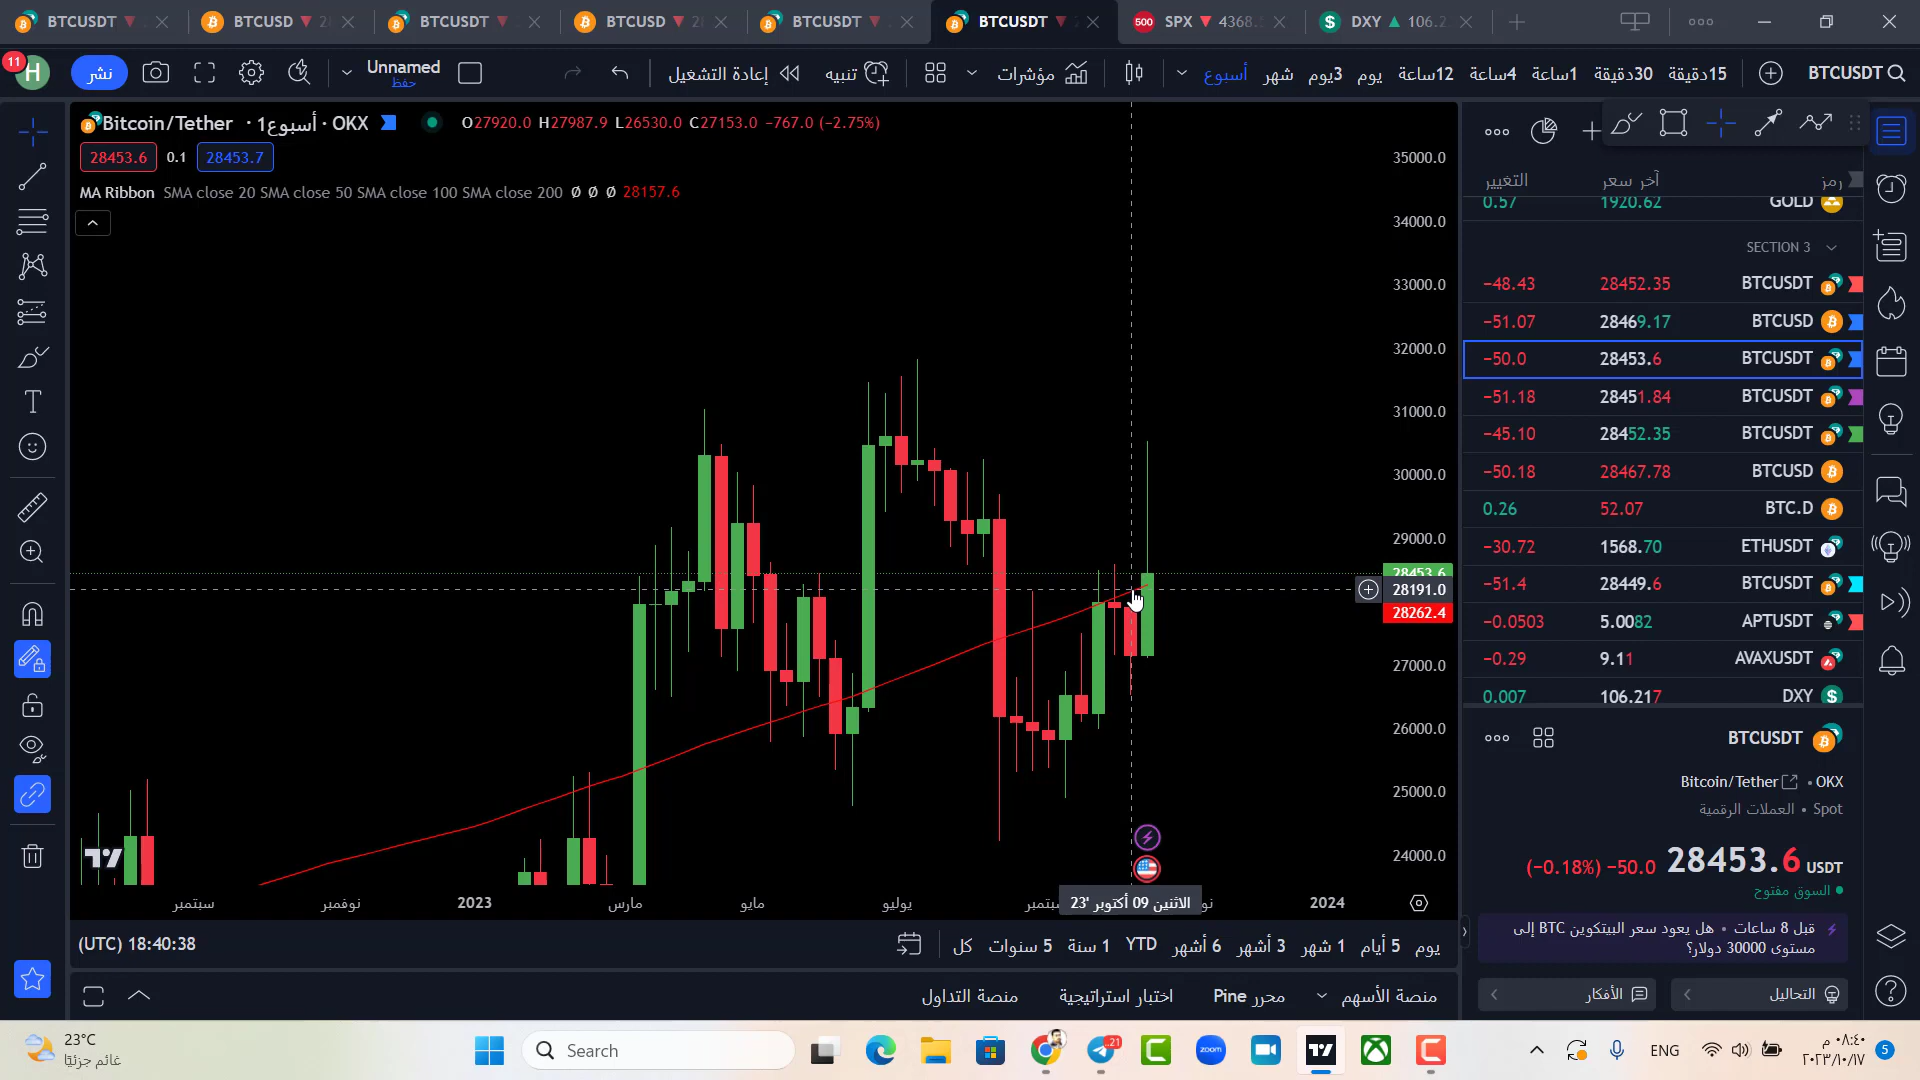 BTCUSDT
BTCUSD
BTCUSDT
BTCUSD
BTCUSDT
BTCUSDT
500 SPX 4368.
DXY 106.2
11
H
نشر
Unnamed
حفظ
إعادة التشغيل
تنبيه
مؤشرات
أسبوع
شهر
3يوم
يوم
12ساعة
4ساعة
1ساعة
30دقيقة
15دقيقة
BTCUSDT
Bitcoin/Tether · 1أسبوع · OKX
O27920.0 H27987.9 L26530.0 C27153.0 −767.0 (−2.75%)
28453.6 0.1 28453.7
MA Ribbon SMA close 20 SMA close 50 SMA close 100 SMA close 200 Ø Ø Ø 28157.6
35000.0
34000.0
33000.0
32000.0
31000.0
30000.0
29000.0
28453.6
28191.0
28262.4
27000.0
26000.0
25000.0
24000.0
سبتمبر
نوفمبر
2023
مارس
مايو
يوليو
الاثنين 09 أكتوبر '23
2024
(UTC) 18:40:38
كل
5 سنوات
1 سنة
YTD
6 أشهر
3 أشهر
1 شهر
5 أيام
يوم
منصة التداول
اختبار استراتيجية
محرر Pine
منصة الأسهم
رمز
آخر سعر
التغيير
GOLD 1920.62 0.57
SECTION 3
BTCUSDT 28452.35 −48.43
BTCUSD 28469.17 −51.07
BTCUSDT 28453.6 −50.0
BTCUSDT 28451.84 −51.18
BTCUSDT 28452.35 −45.10
BTCUSD 28467.78 −50.18
BTC.D 52.07 0.26
ETHUSDT 1568.70 −30.72
BTCUSDT 28449.6 −51.4
APTUSDT 5.0082 −0.0503
AVAXUSDT 9.11 −0.29
DXY 106.217 0.007
BTCUSDT
Bitcoin/Tether • OKX
Spot • العملات الرقمية
28453.6 USDT −50.0 (−0.18%)
السوق مفتوح
قبل 8 ساعات • هل يعود سعر البيتكوين BTC إلى
مستوى 30000 دولار؟
التحاليل
الأفكار
23°C
غائم جزئيًا
Search
21
zoom
ENG
٠٨:٤٠ م
٢٠٢٣/١٠/١٧
5